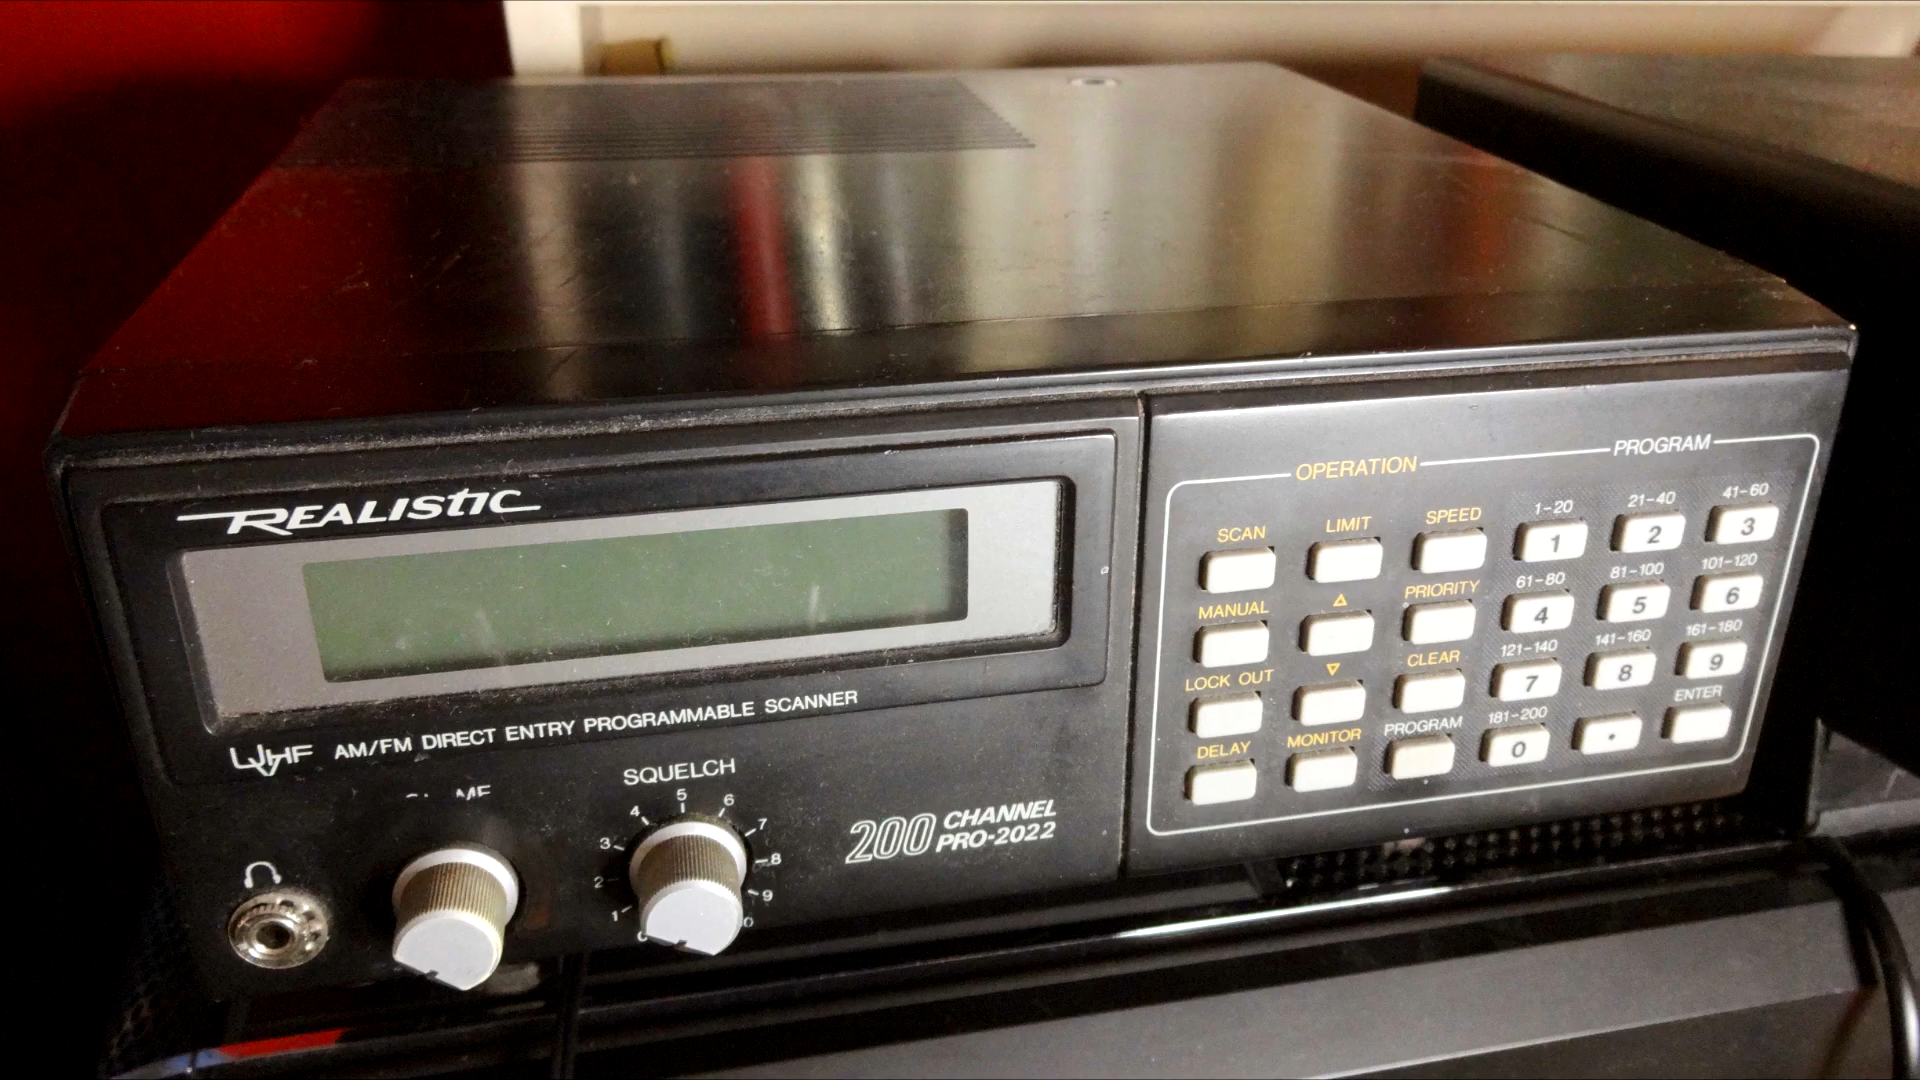 REALISTIC
UVHF AM/FM DIRECT ENTRY PROGRAMMABLE SCANNER
SQUELCH
1 2 3 4 5 6 7 8 9
200 CHANNEL
PRO-2022
OPERATION PROGRAM
SCAN LIMIT SPEED 1-20 21-40 41-60
1 2 3
MANUAL △ PRIORITY 61-80 81-100 101-120
4 5 6
LOCK OUT ▽ CLEAR 121-140 141-160 161-180
7 8 9
DELAY MONITOR PROGRAM 181-200 ENTER
0 .